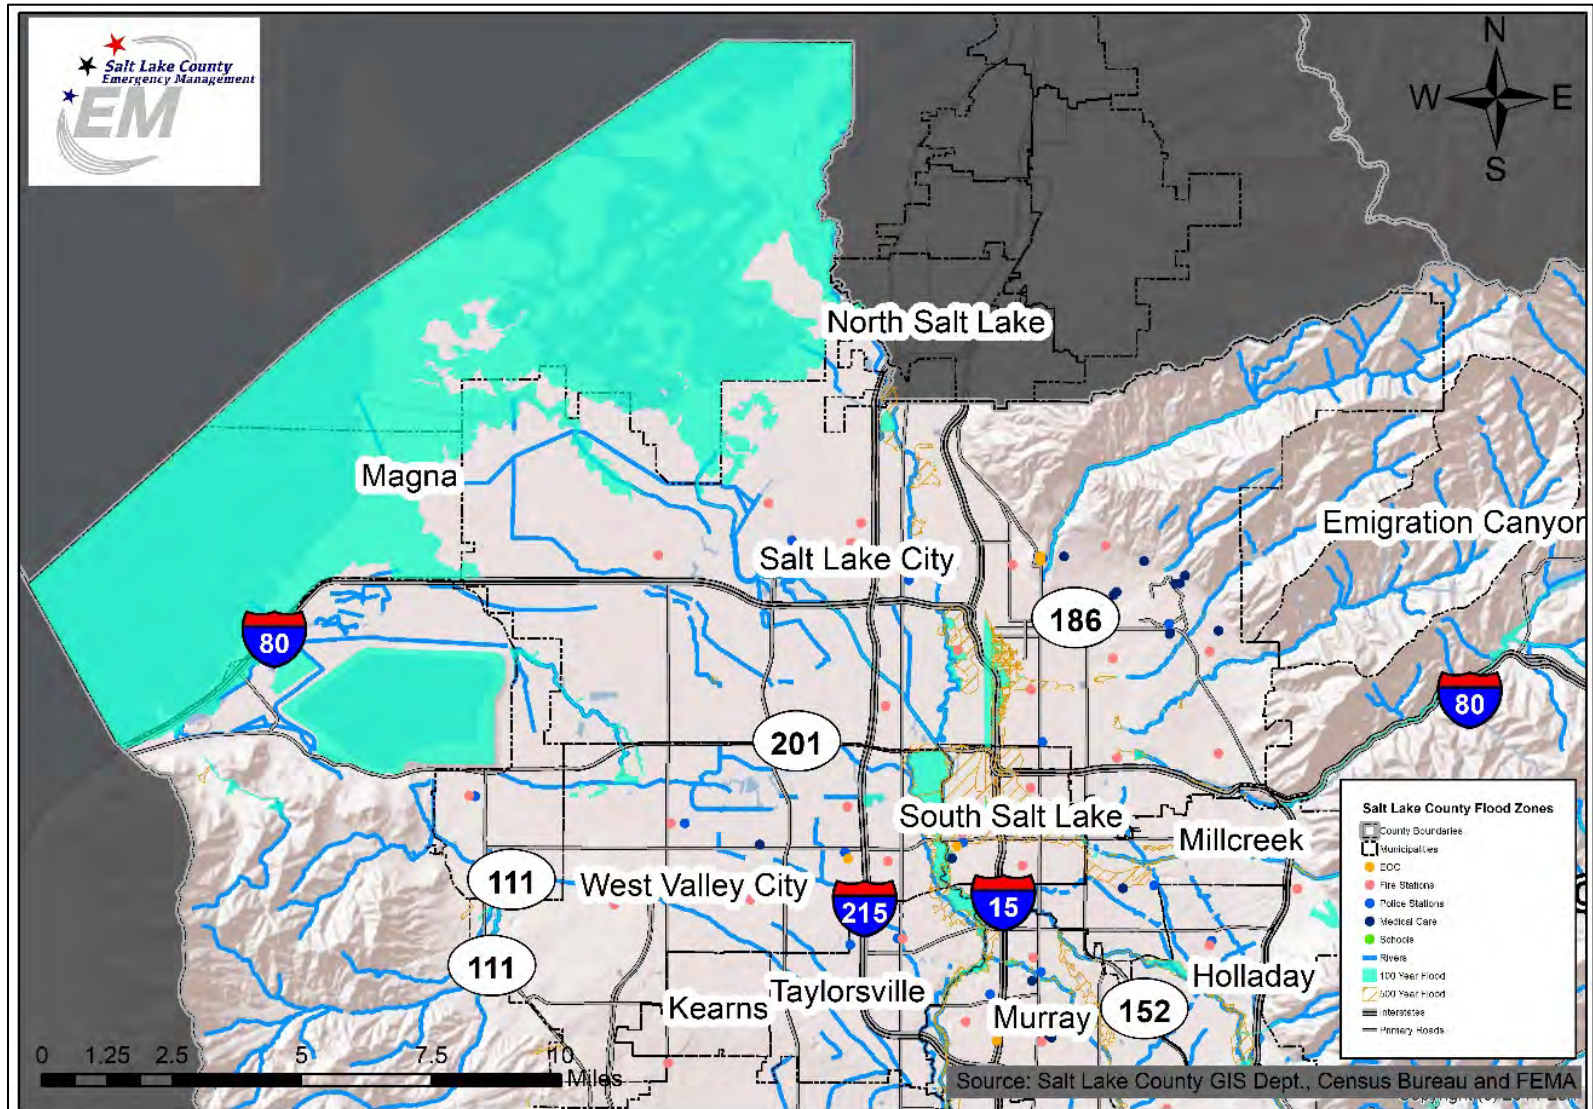 Salt Lake County
Emergency Management
EM
N
W E
S
North Salt Lake
Magna
Emigration Canyon
Salt Lake City
186
80
80
201
South Salt Lake
Millcreek
111
West Valley City
215
15
111
Holladay
Taylorsville
Kearns
Murray
152
Salt Lake County Flood Zones
County Boundaries
Municipalities
EOC
Fire Stations
Police Stations
Medical Care
Schools
Rivers
100 Year Flood
500 Year Flood
Interstates
Primary Roads
0 1.25 2.5 5 7.5 10
Miles
Source: Salt Lake County GIS Dept., Census Bureau and FEMA